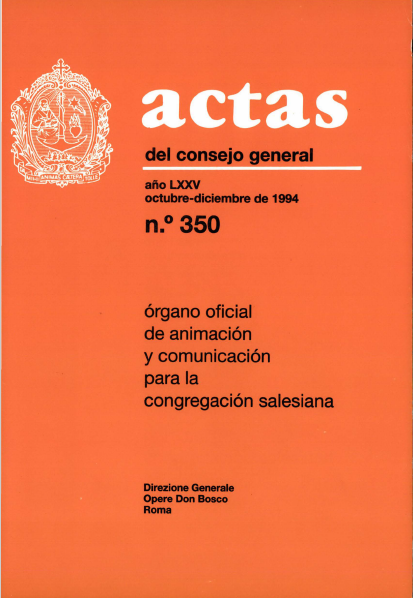 actas
del consejo general
año LXXV
octubre-diciembre de 1994
n.º 350
órgano oficial
de animación
y comunicación
para la
congregación salesiana
Direzione Generale
Opere Don Bosco
Roma